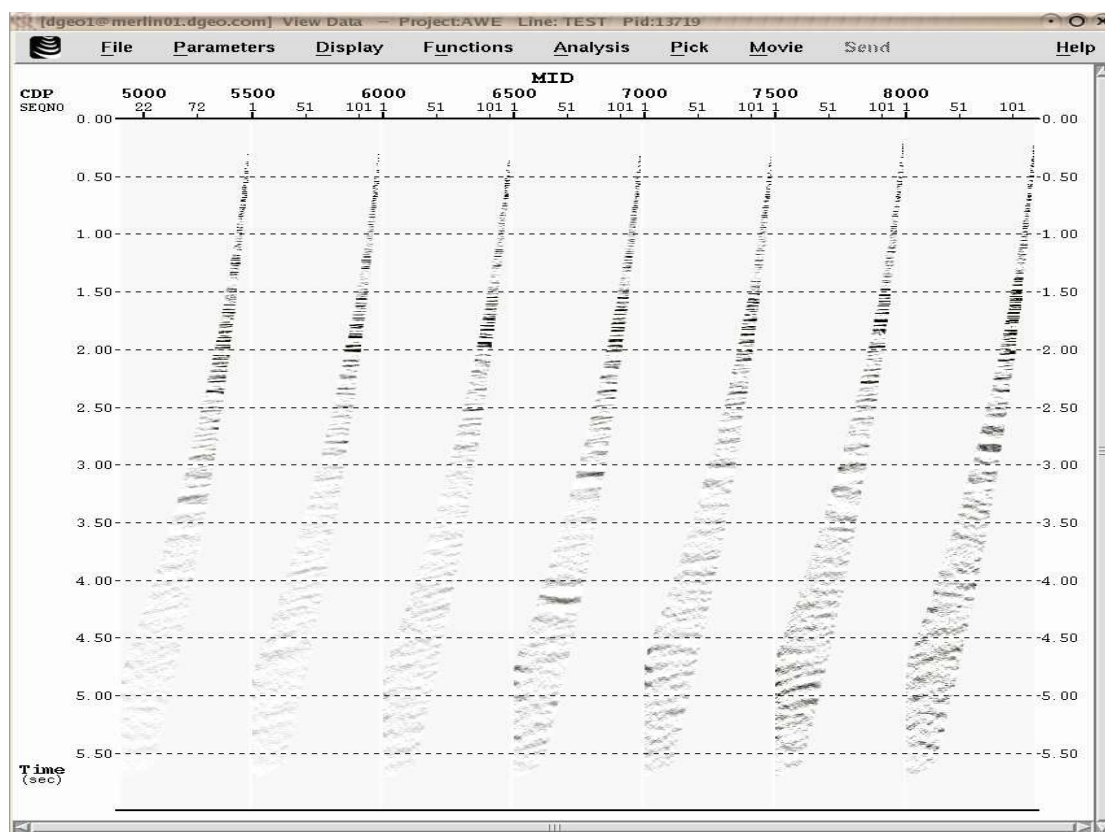 [dgeo1@merlin01.dgeo.com] View Data - Project:AWE Line: TEST Pid:13719
File Parameters Display Functions Analysis Pick Movie Send Help
MID
CDP 5000 5500 6000 6500 7000 7500 8000
SEQNO 22 72 1 51 101 1 51 101 1 51 101 1 51 101 1 51 101 1 51 101
0.00 0.00
0.50 0.50
1.00 1.00
1.50 1.50
2.00 2.00
2.50 2.50
3.00 3.00
3.50 3.50
4.00 4.00
4.50 4.50
5.00 5.00
5.50 5.50
Time
(sec)